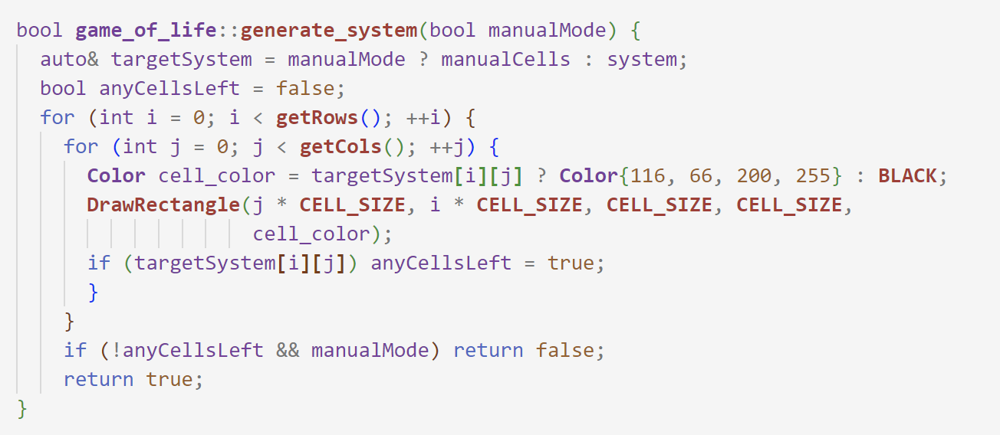 bool game_of_life::generate_system(bool manualMode) {
  auto& targetSystem = manualMode ? manualCells : system;
  bool anyCellsLeft = false;
  for (int i = 0; i < getRows(); ++i) {
    for (int j = 0; j < getCols(); ++j) {
      Color cell_color = targetSystem[i][j] ? Color{116, 66, 200, 255} : BLACK;
      DrawRectangle(j * CELL_SIZE, i * CELL_SIZE, CELL_SIZE, CELL_SIZE,
                    cell_color);
      if (targetSystem[i][j]) anyCellsLeft = true;
      }
    }
    if (!anyCellsLeft && manualMode) return false;
    return true;
}